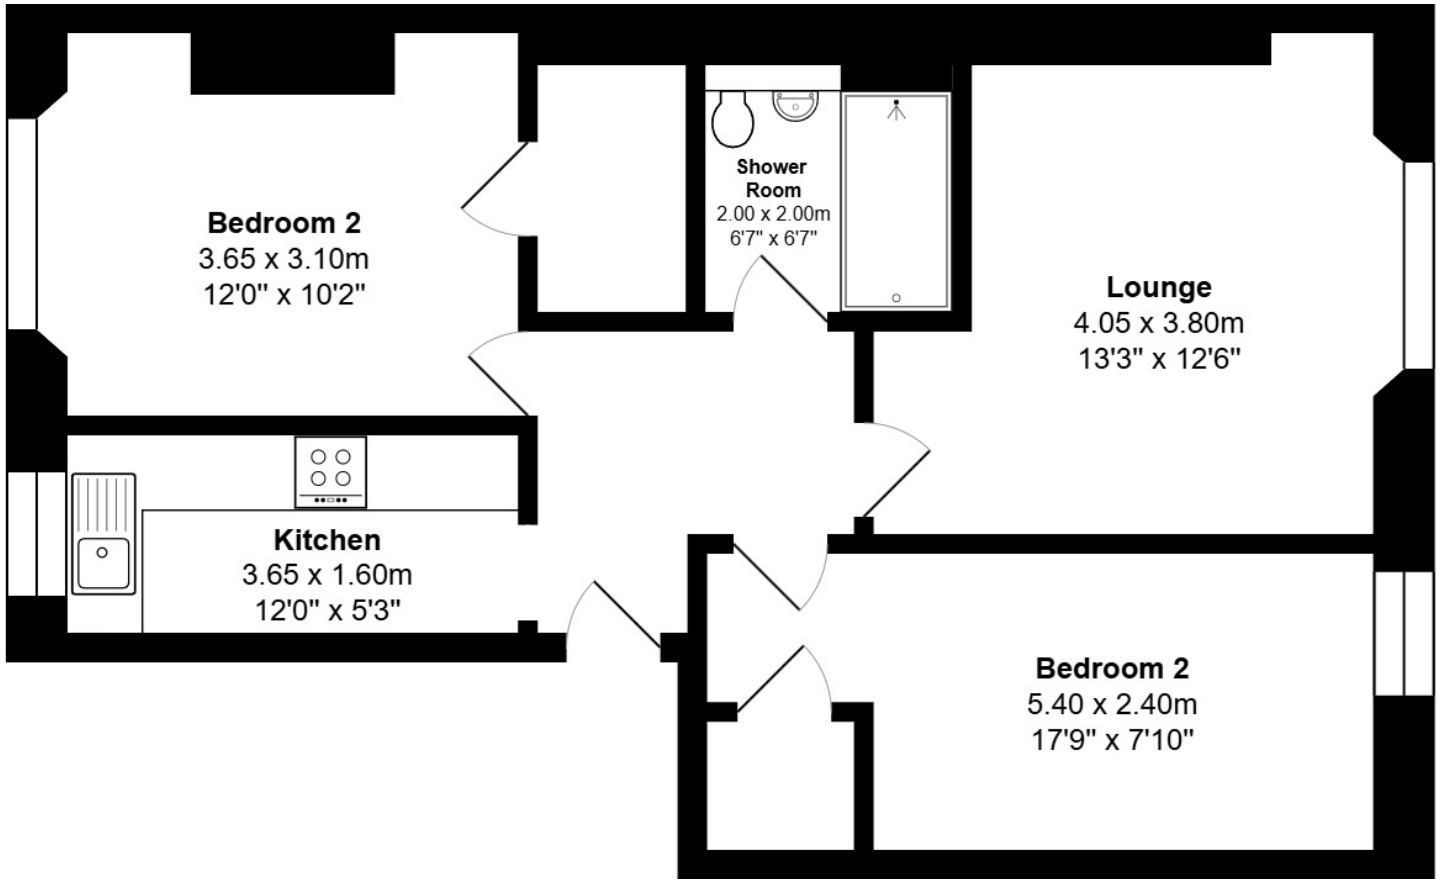 Bedroom 2
3.65 x 3.10m
12'0" x 10'2"
Shower
Room
2.00 x 2.00m
6'7" x 6'7"
Lounge
4.05 x 3.80m
13'3" x 12'6"
Kitchen
3.65 x 1.60m
12'0" x 5'3"
Bedroom 2
5.40 x 2.40m
17'9" x 7'10"